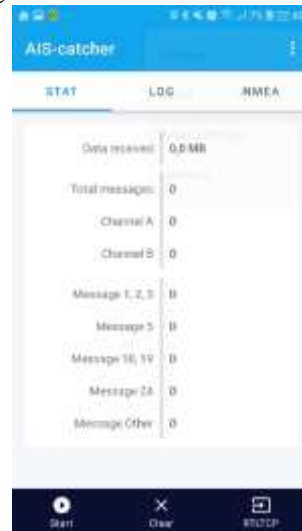 AIS-catcher
STAT LOG NMEA
Data received 0,0 MB
Total messages 0
Channel A 0
Channel B 0
Message 1, 2, 3 0
Message 5 0
Message 18, 19 0
Message 24 0
Message Other 0
Start Clear RTLTCP